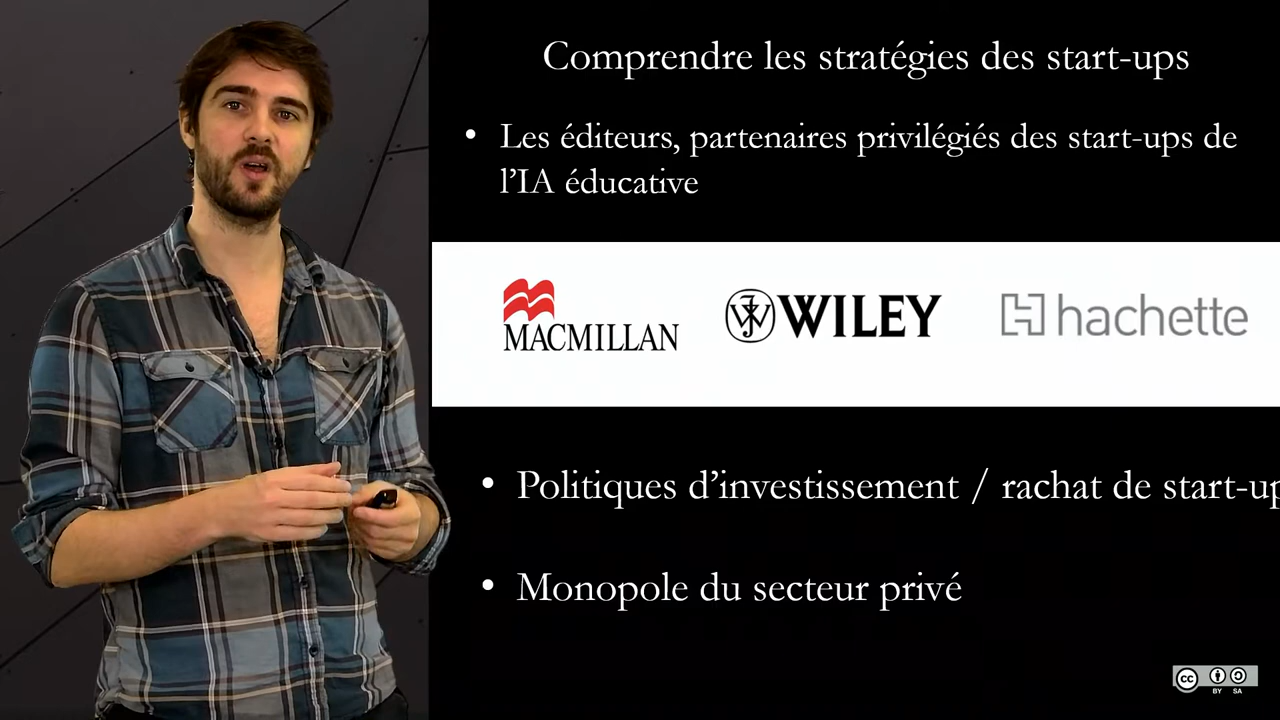 Comprendre les stratégies des start-ups
• Les éditeurs, partenaires privilégiés des start-ups de
l’IA éducative
MACMILLAN
WILEY
hachette
• Politiques d’investissement / rachat de start-up
• Monopole du secteur privé
cc
BY SA